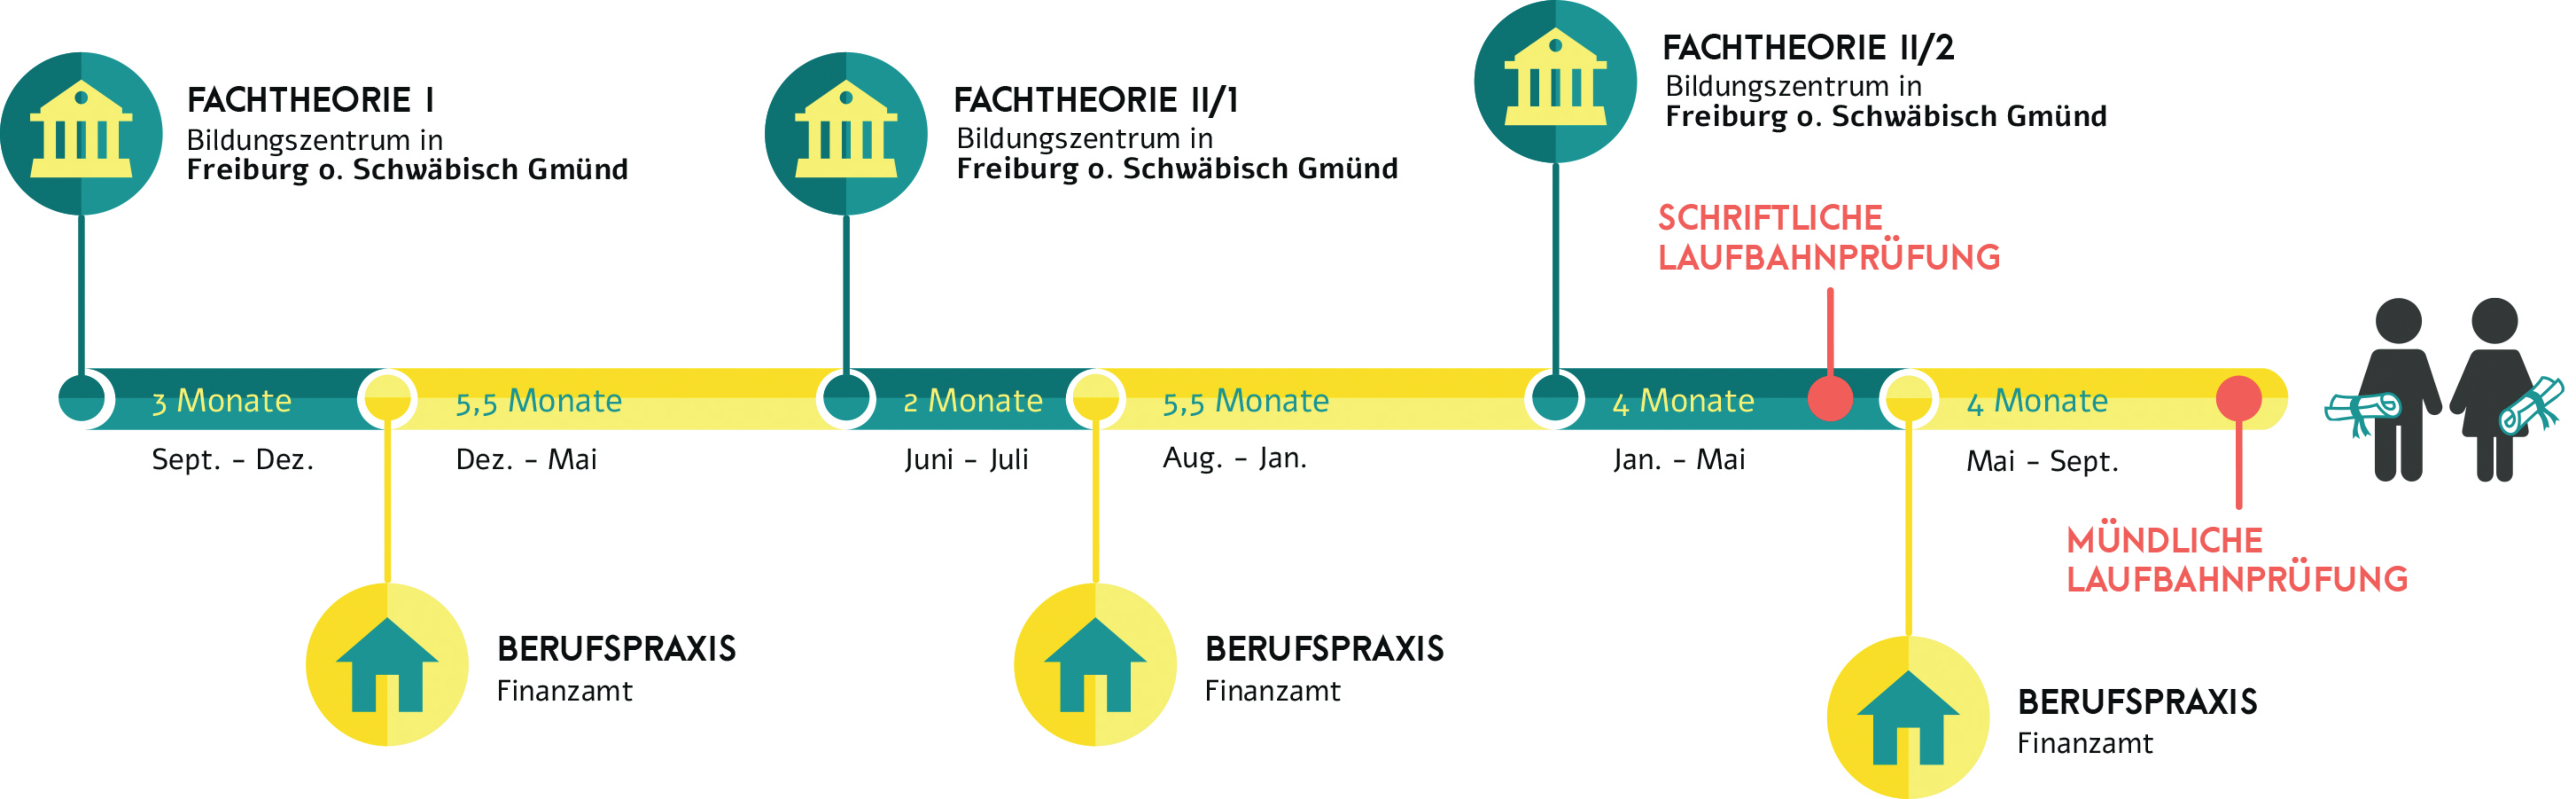 FACHTHEORIE I
Bildungszentrum in
Freiburg o. Schwäbisch Gmünd
FACHTHEORIE II/1
Bildungszentrum in
Freiburg o. Schwäbisch Gmünd
FACHTHEORIE II/2
Bildungszentrum in
Freiburg o. Schwäbisch Gmünd
SCHRIFTLICHE
LAUFBAHNPRÜFUNG
3 Monate
5,5 Monate
2 Monate
5,5 Monate
4 Monate
4 Monate
Sept. - Dez.
Dez. - Mai
Juni - Juli
Aug. - Jan.
Jan. - Mai
Mai - Sept.
MÜNDLICHE
LAUFBAHNPRÜFUNG
BERUFSPRAXIS
Finanzamt
BERUFSPRAXIS
Finanzamt
BERUFSPRAXIS
Finanzamt